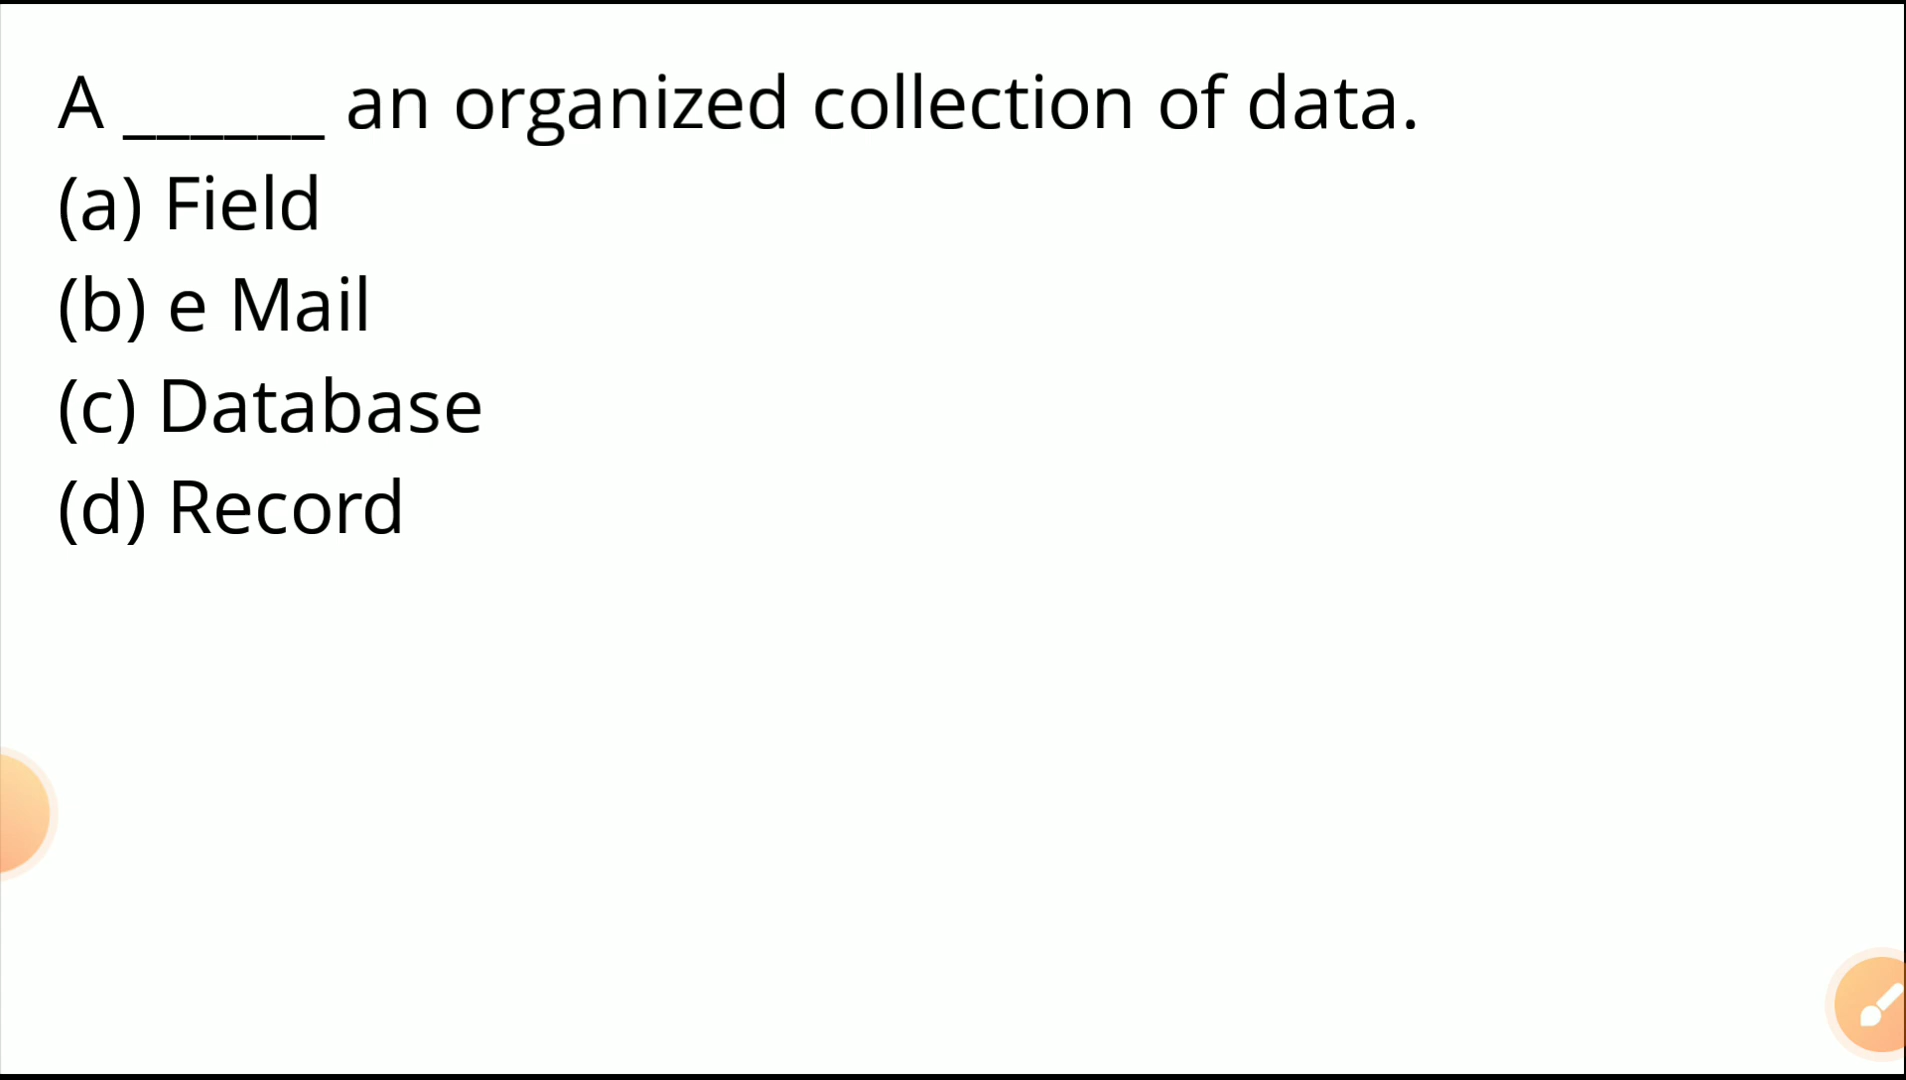 A ______ an organized collection of data.
(a) Field
(b) e Mail
(c) Database
(d) Record